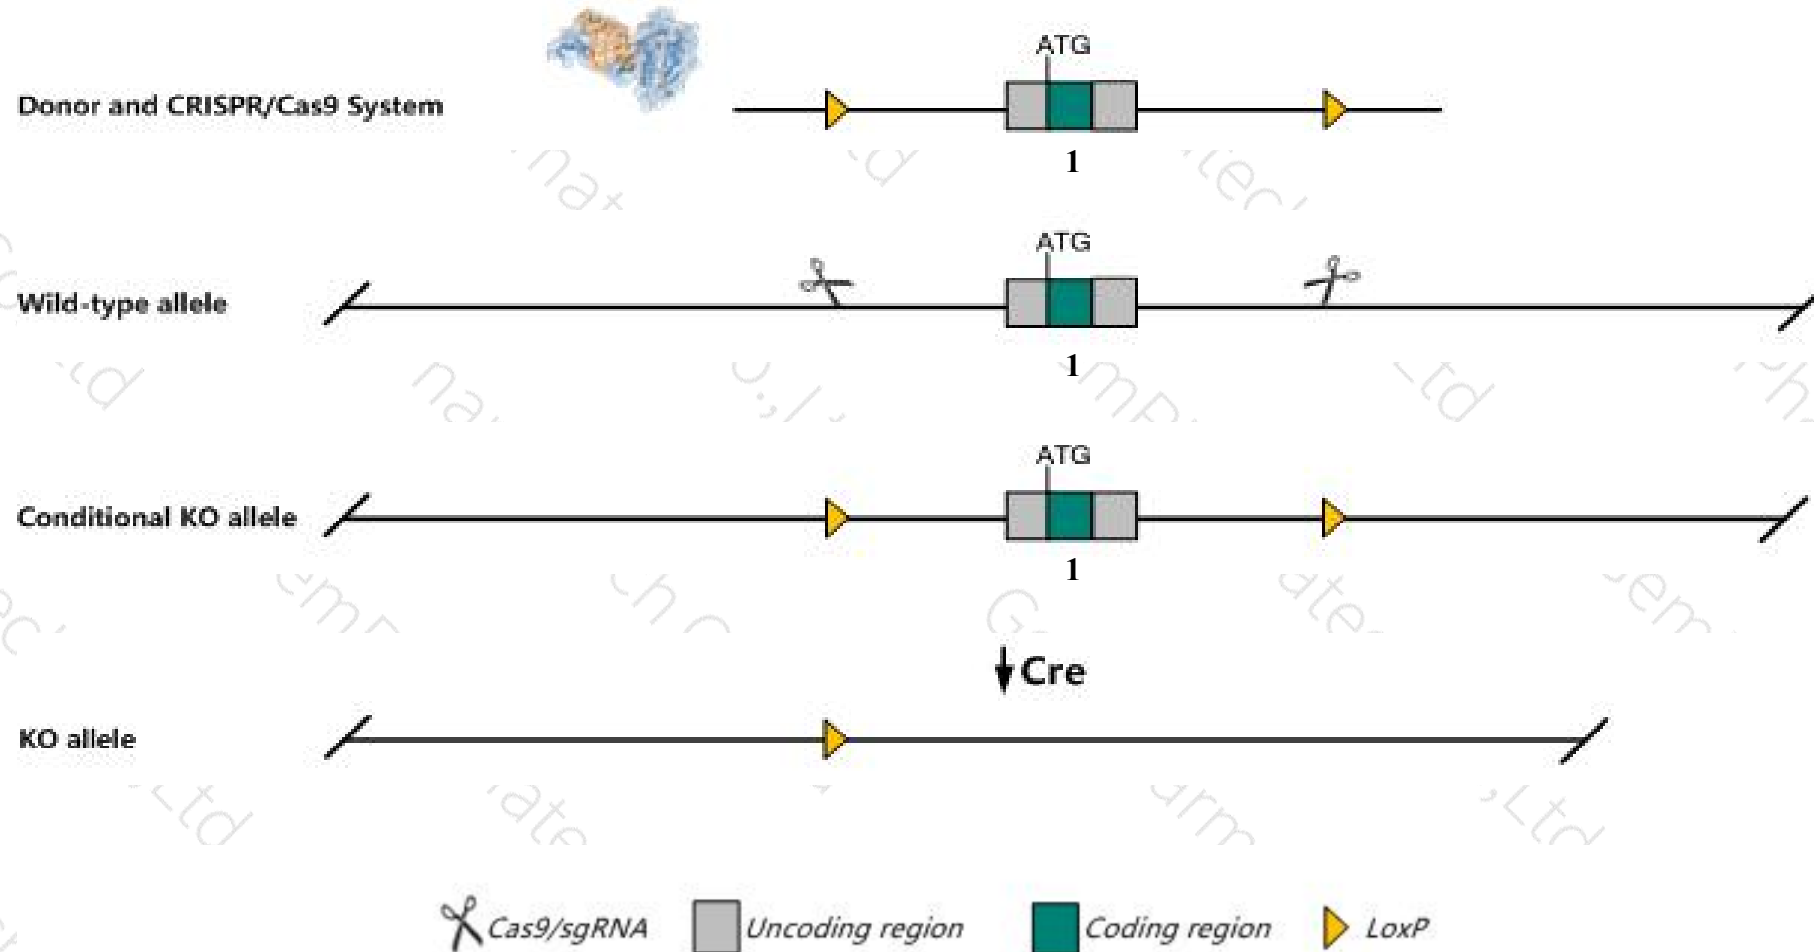 ATG
Donor and CRISPR/Cas9 System
1
ATG
Wild-type allele
1
ATG
Conditional KO allele
1
Cre
KO allele
Cas9/sgRNA Uncoding region Coding region LoxP